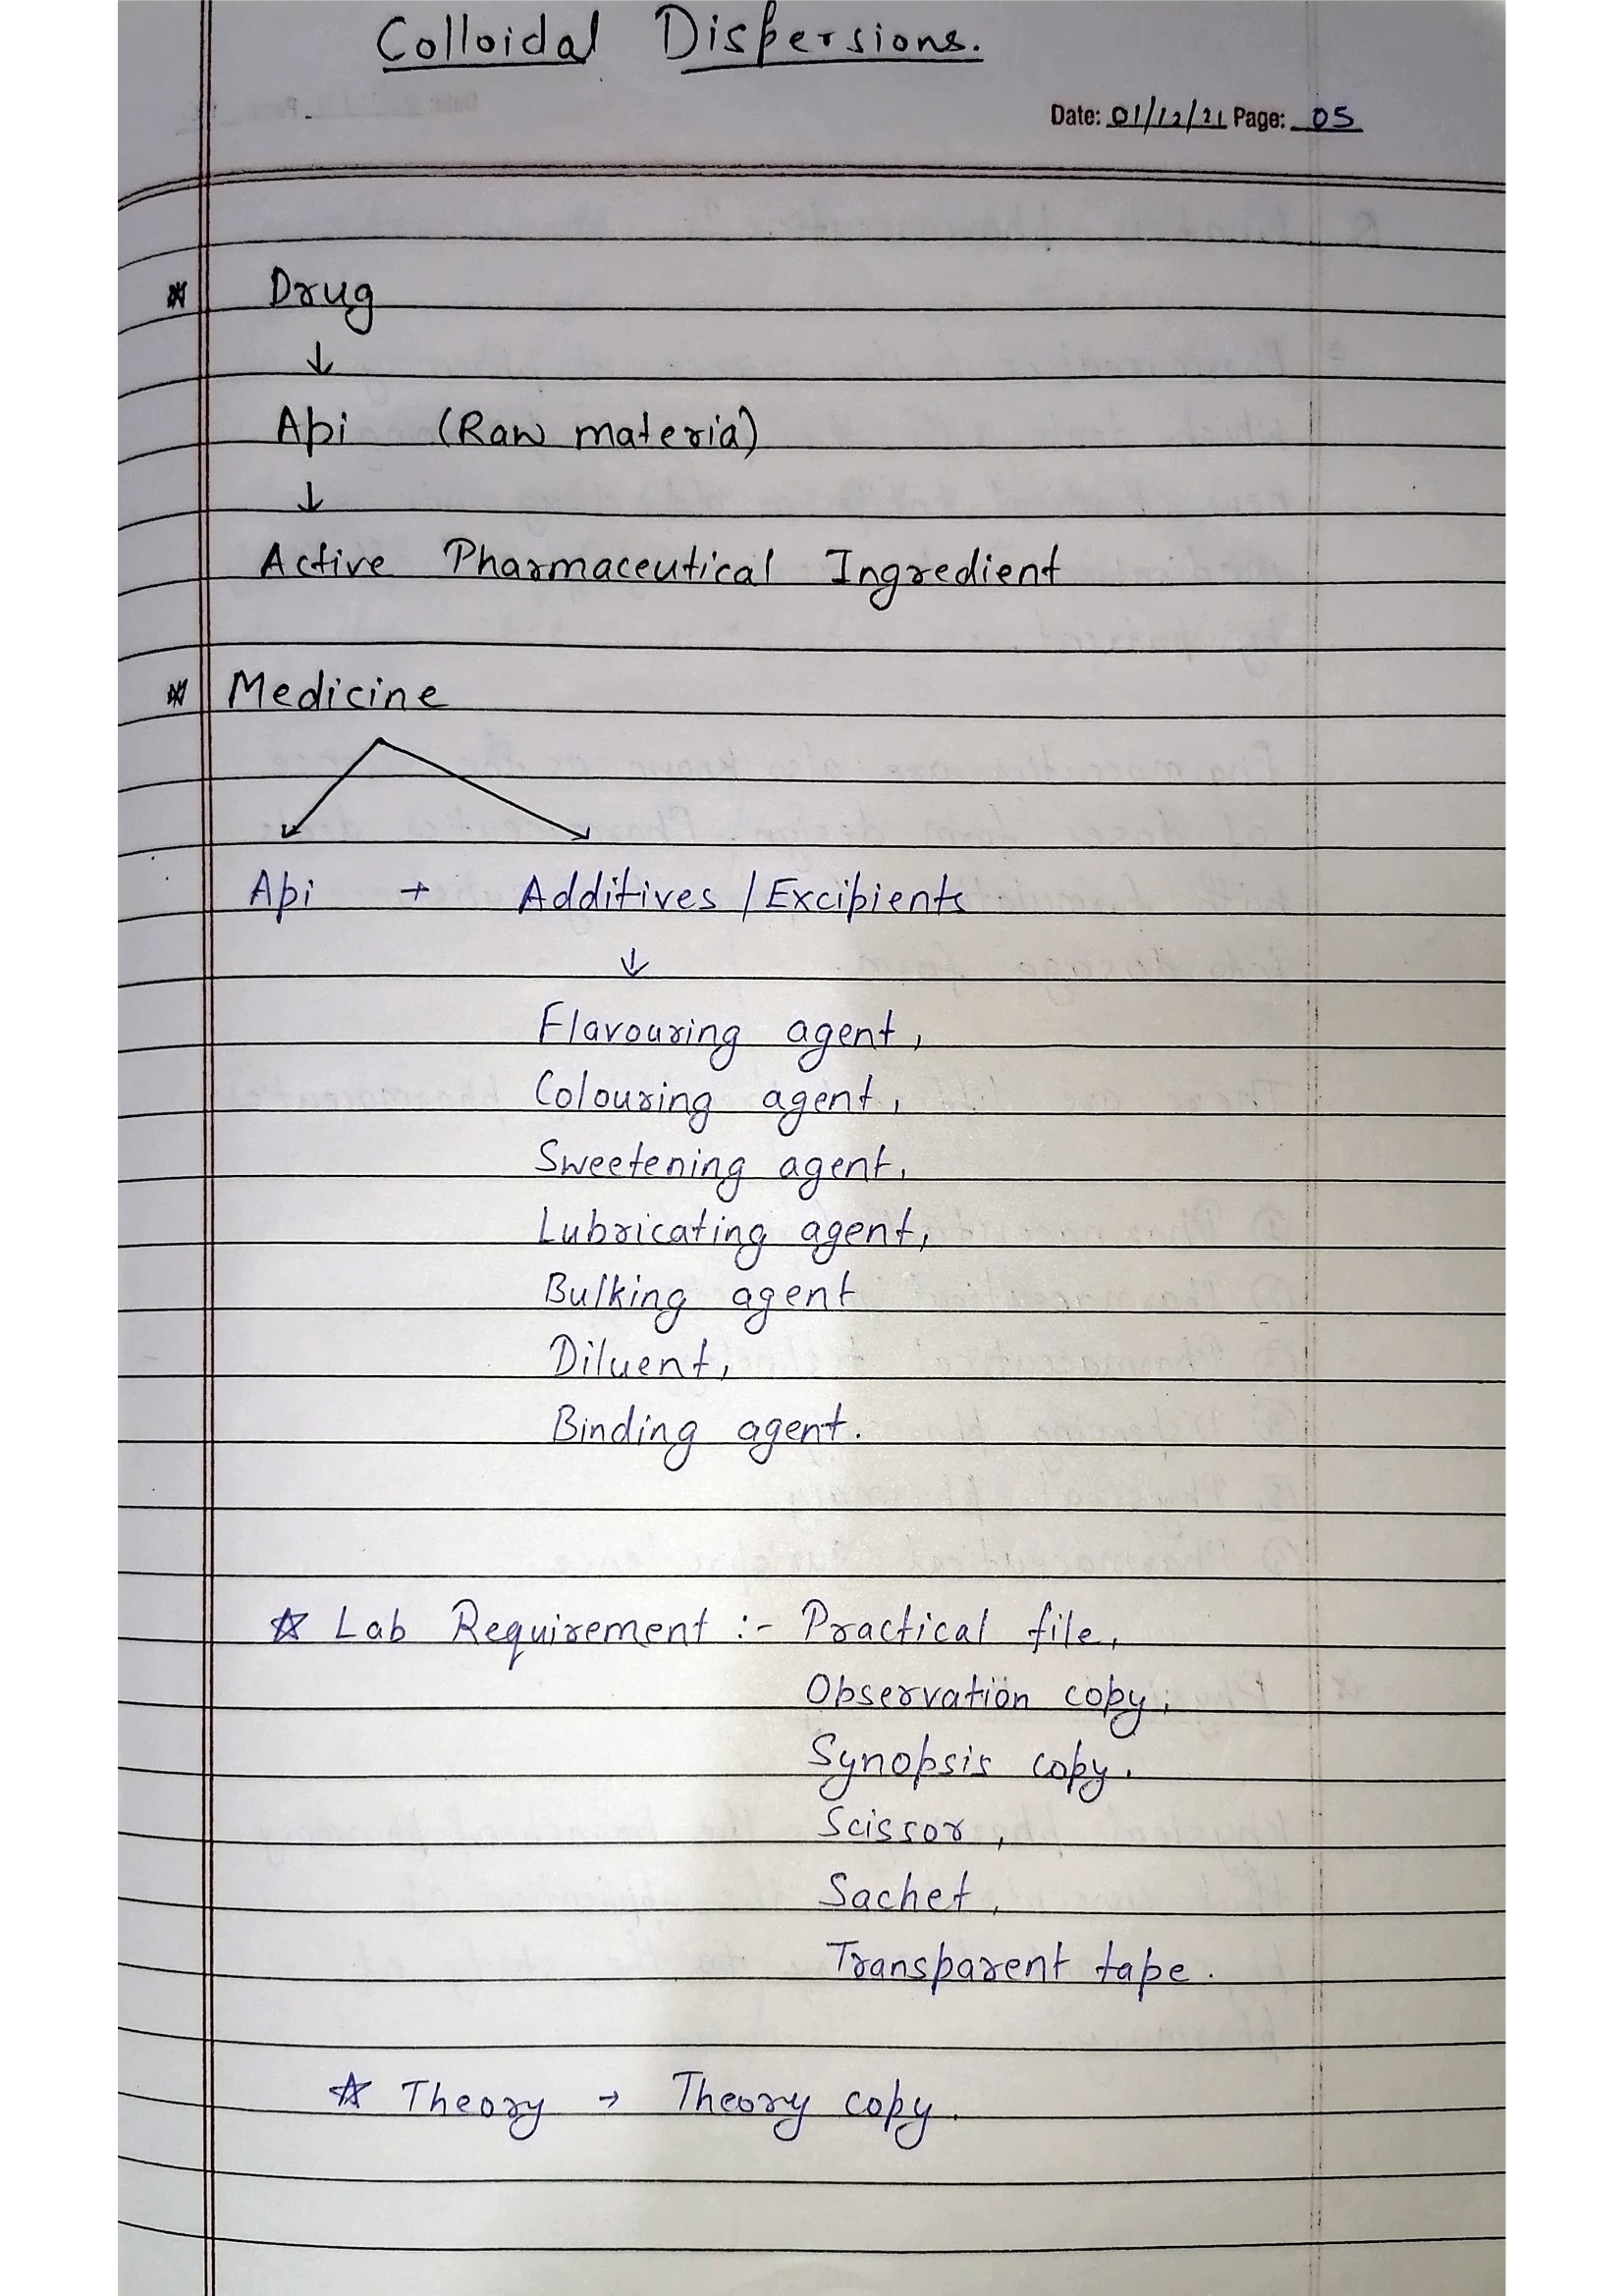 Colloidal Dispersions.
Date: 01/12/21 Page: 05
* Drug
↓
Api (Raw materia)
↓
Active Pharmaceutical Ingredient
* Medicine
Api + Additives / Excipients
↓
Flavouring agent,
Colouring agent,
Sweetening agent,
Lubricating agent,
Bulking agent
Diluent,
Binding agent.
☆ Lab Requirement :- Practical file,
Observation copy,
Synopsis copy.
Scissor,
Sachet,
Transparent tape.
☆ Theory → Theory copy.